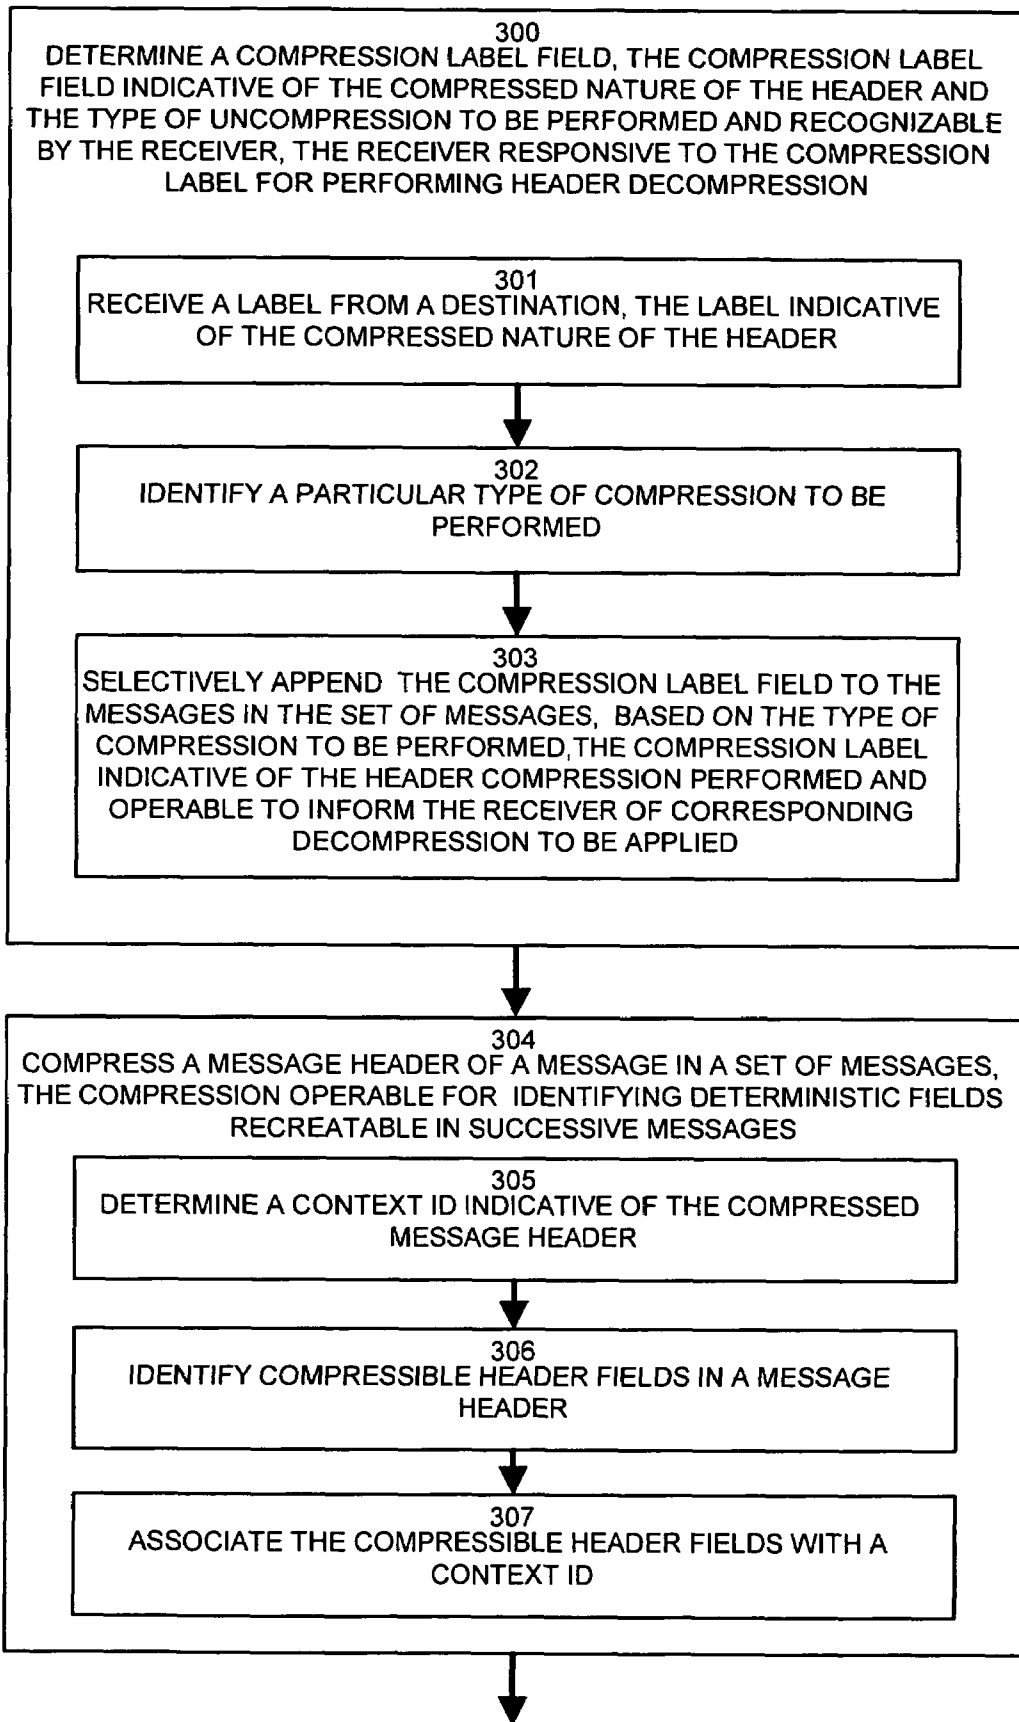 300
DETERMINE A COMPRESSION LABEL FIELD, THE COMPRESSION LABEL
FIELD INDICATIVE OF THE COMPRESSED NATURE OF THE HEADER AND
THE TYPE OF UNCOMPRESSION TO BE PERFORMED AND RECOGNIZABLE
BY THE RECEIVER, THE RECEIVER RESPONSIVE TO THE COMPRESSION
LABEL FOR PERFORMING HEADER DECOMPRESSION
301
RECEIVE A LABEL FROM A DESTINATION, THE LABEL INDICATIVE
OF THE COMPRESSED NATURE OF THE HEADER
302
IDENTIFY A PARTICULAR TYPE OF COMPRESSION TO BE
PERFORMED
303
SELECTIVELY APPEND THE COMPRESSION LABEL FIELD TO THE
MESSAGES IN THE SET OF MESSAGES, BASED ON THE TYPE OF
COMPRESSION TO BE PERFORMED,THE COMPRESSION LABEL
INDICATIVE OF THE HEADER COMPRESSION PERFORMED AND
OPERABLE TO INFORM THE RECEIVER OF CORRESPONDING
DECOMPRESSION TO BE APPLIED
304
COMPRESS A MESSAGE HEADER OF A MESSAGE IN A SET OF MESSAGES,
THE COMPRESSION OPERABLE FOR IDENTIFYING DETERMINISTIC FIELDS
RECREATABLE IN SUCCESSIVE MESSAGES
305
DETERMINE A CONTEXT ID INDICATIVE OF THE COMPRESSED
MESSAGE HEADER
306
IDENTIFY COMPRESSIBLE HEADER FIELDS IN A MESSAGE
HEADER
307
ASSOCIATE THE COMPRESSIBLE HEADER FIELDS WITH A
CONTEXT ID